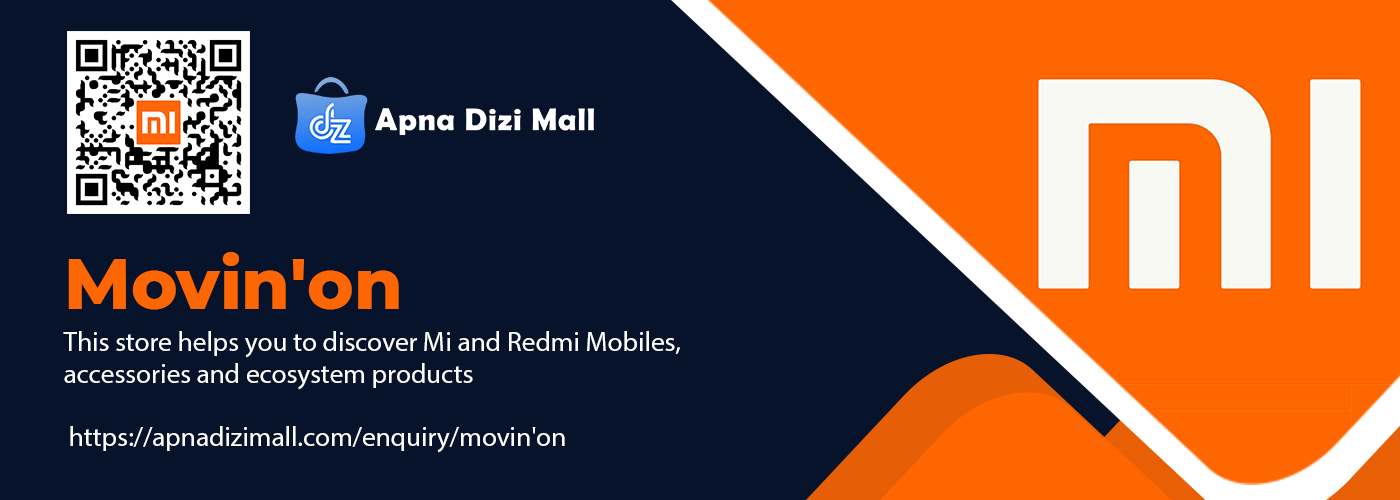 mi
dz Apna Dizi Mall
mi
Movin'on
This store helps you to discover Mi and Redmi Mobiles,
accessories and ecosystem products
https://apnadizimall.com/enquiry/movin'on